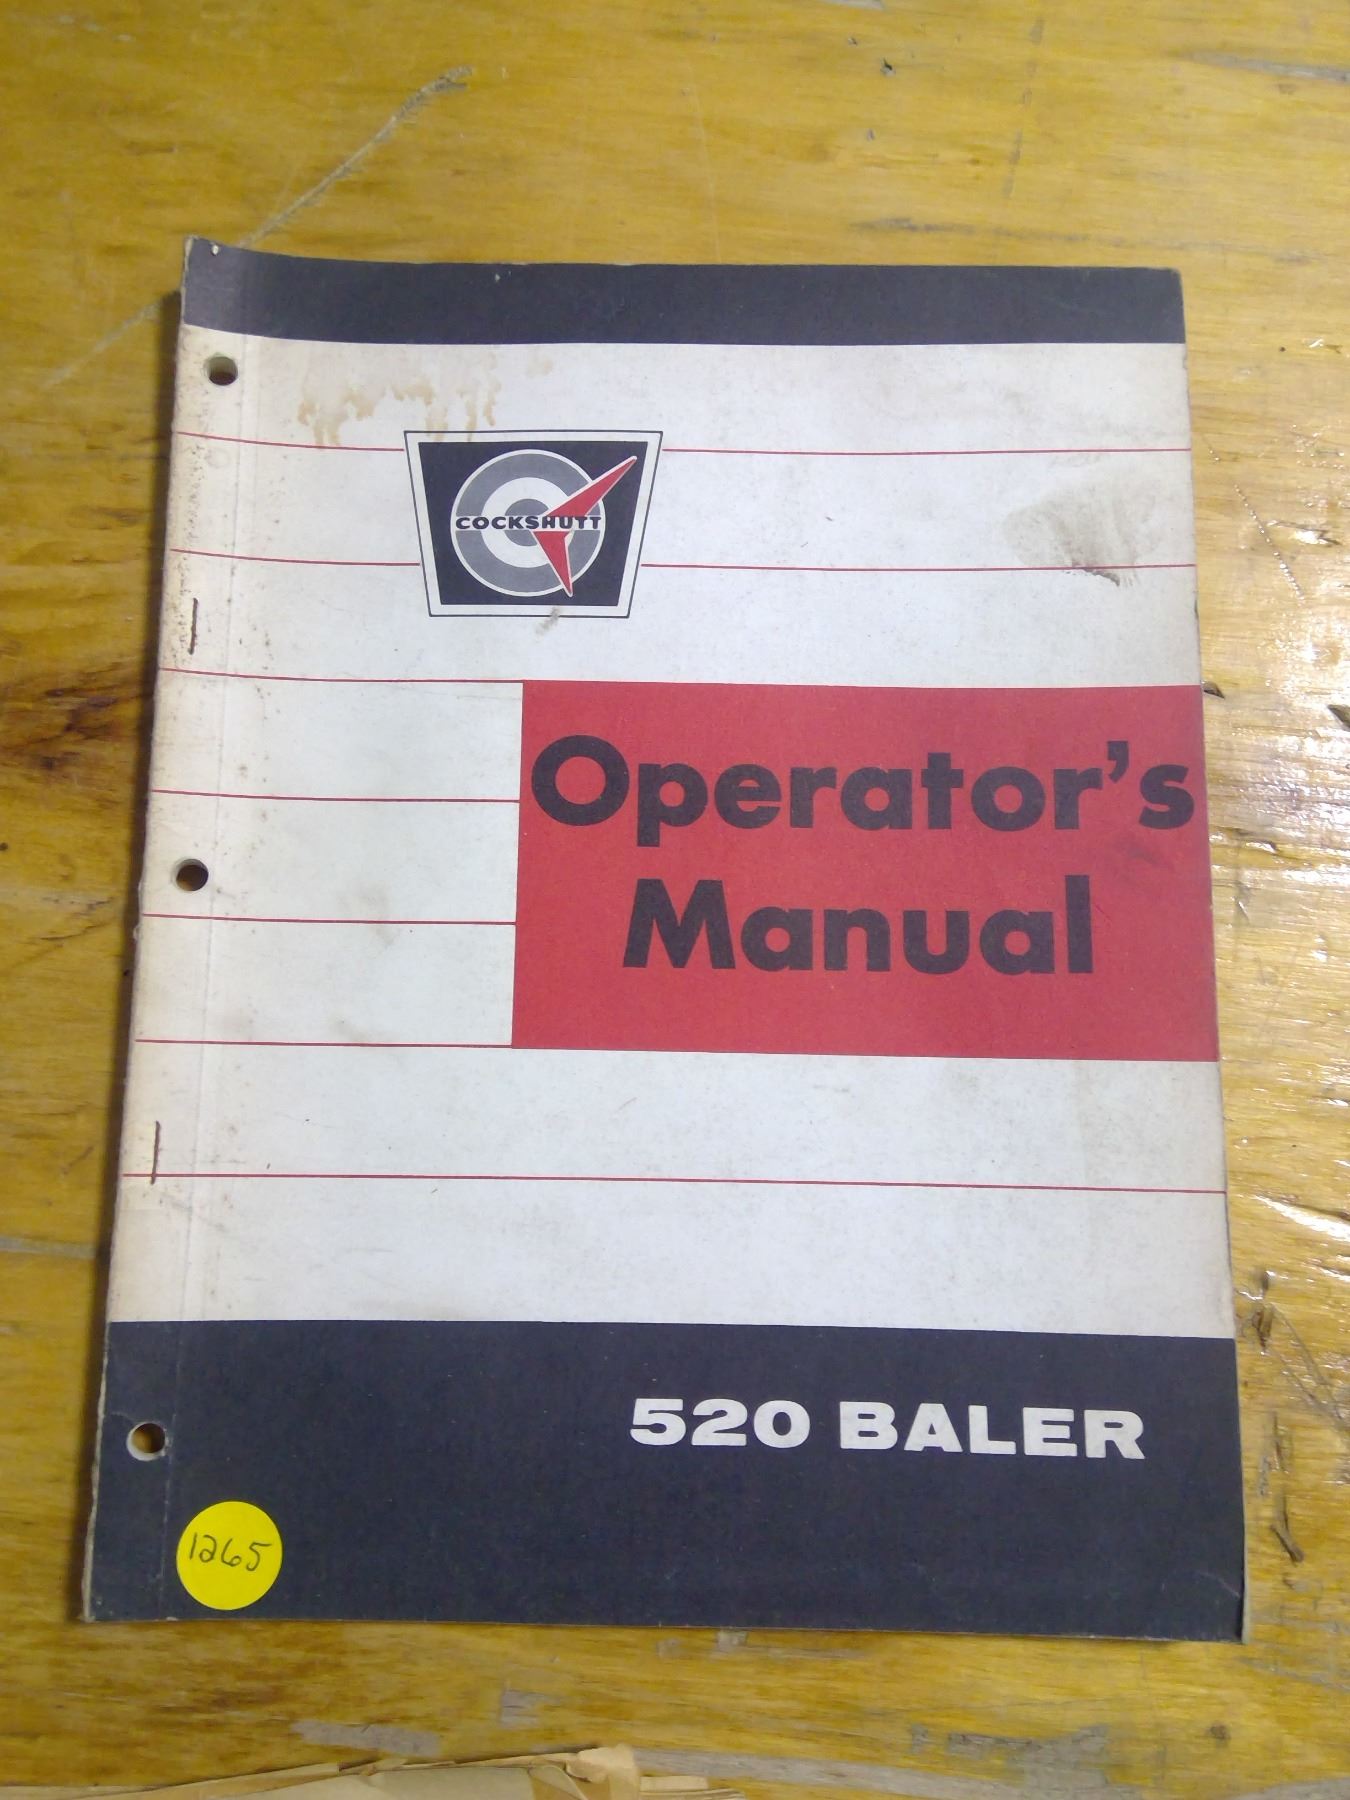 COCKSHUTT
Operator's
Manual
520 BALER
1265